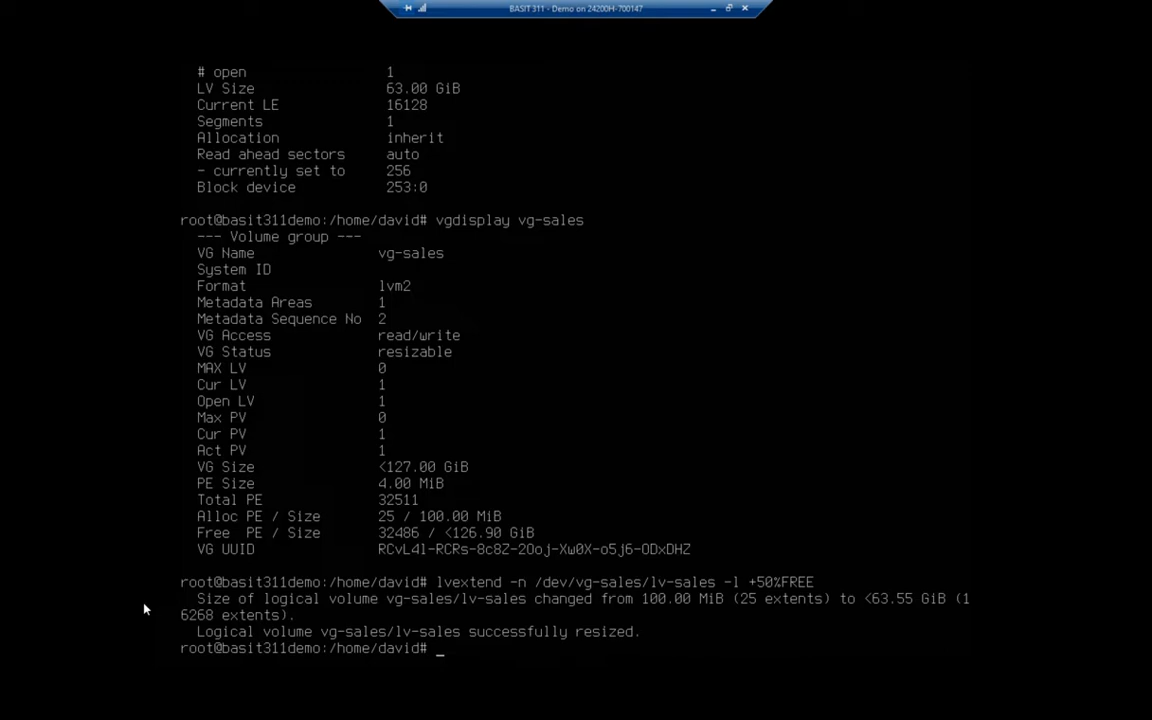 BASIT 311 - Demo on 24200H-700147
# open 1
LV Size 63.00 GiB
Current LE 16128
Segments 1
Allocation inherit
Read ahead sectors auto
- currently set to 256
Block device 253:0
root@basit311demo:/home/david# vgdisplay vg-sales
--- Volume group ---
VG Name vg-sales
System ID
Format lvm2
Metadata Areas 1
Metadata Sequence No 2
VG Access read/write
VG Status resizable
MAX LV 0
Cur LV 1
Open LV 1
Max PV 0
Cur PV 1
Act PV 1
VG Size <127.00 GiB
PE Size 4.00 MiB
Total PE 32511
Alloc PE / Size 25 / 100.00 MiB
Free PE / Size 32486 / <126.90 GiB
VG UUID RCvL4l-RCRs-8c8Z-2Ooj-Xw0X-o5j6-ODxDHZ
root@basit311demo:/home/david# lvextend -n /dev/vg-sales/lv-sales -l +50%FREE
Size of logical volume vg-sales/lv-sales changed from 100.00 MiB (25 extents) to <63.55 GiB (1
6268 extents).
Logical volume vg-sales/lv-sales successfully resized.
root@basit311demo:/home/david# _